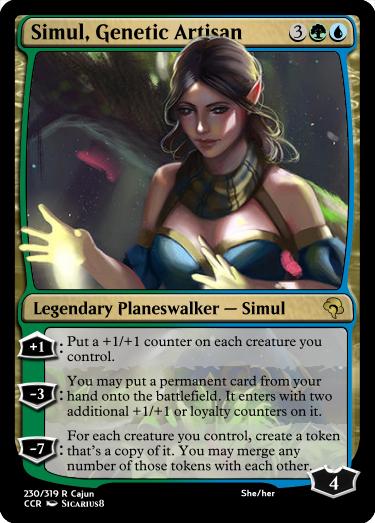 Simul, Genetic Artisan 3
Legendary Planeswalker — Simul
+1: Put a +1/+1 counter on each creature you
control.
-3: You may put a permanent card from your
hand onto the battlefield. It enters with two
additional +1/+1 or loyalty counters on it.
-7: For each creature you control, create a token
that's a copy of it. You may merge any
number of those tokens with each other.
4
230/319 R Cajun She/her
CCR Sicarius8